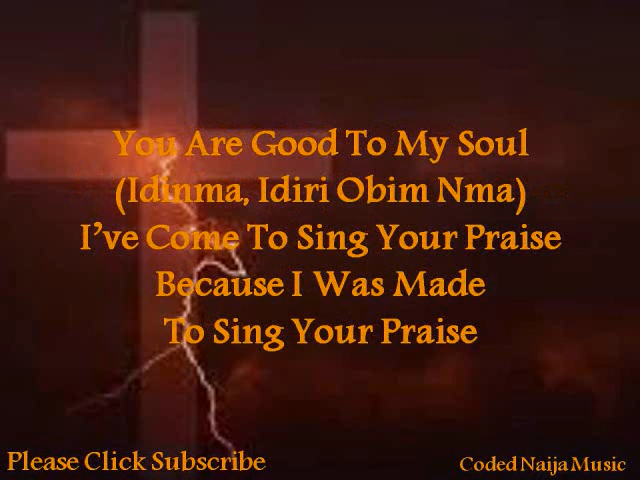 You Are Good To My Soul
(Idinma, Idiri Obim Nma)
I've Come To Sing Your Praise
Because I Was Made
To Sing Your Praise
Please Click Subscribe
Coded Naija Music